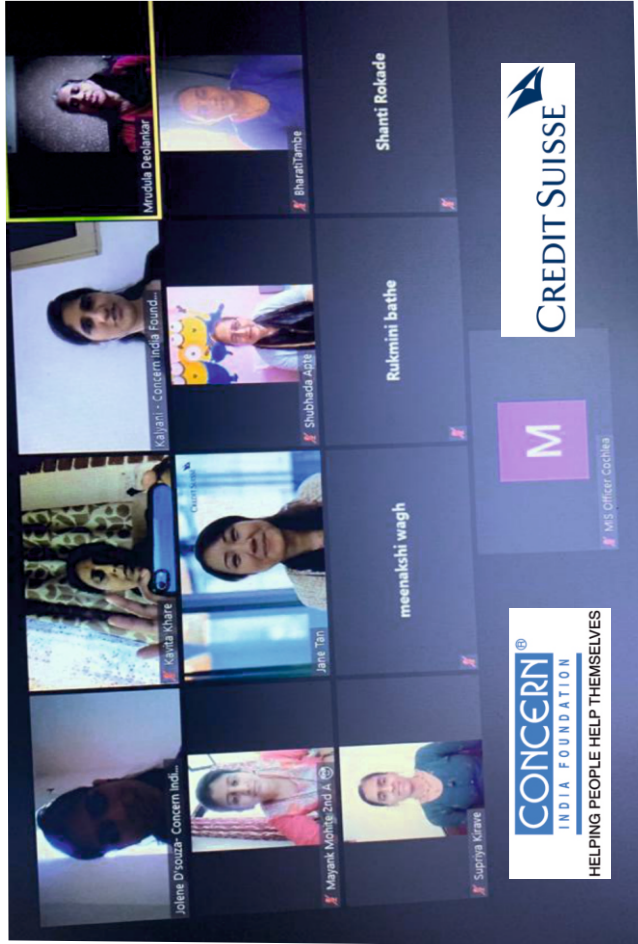 Jolene D'souza- Concern Indi...
Kavita Khare
Kalyani - Concern India Found...
Mrudula Deolankar
Mayank Mohite 2nd A
CREDIT SUISSE
Jane Tan
Shubhada Apte
BharatiTambe
Supriya Kirave
meenakshi wagh
Rukmini bathe
Shanti Rokade
M
MIS Officer Cochlea
CONCERN®
INDIA FOUNDATION
HELPING PEOPLE HELP THEMSELVES
CREDIT SUISSE